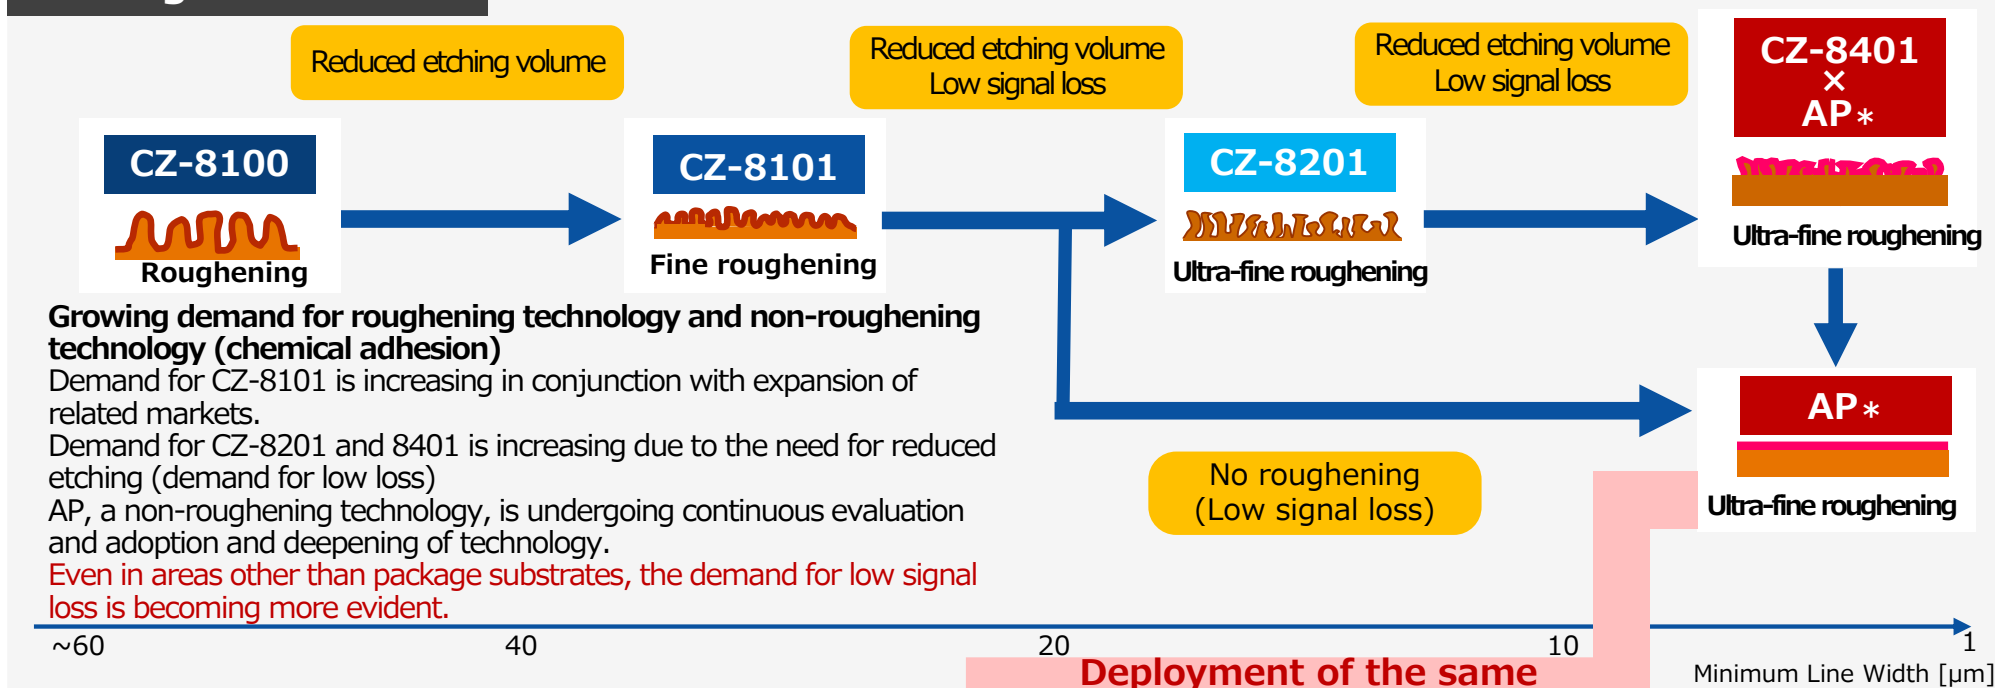 Reduced etching volume
Reduced etching volume
Low signal loss
Reduced etching volume
Low signal loss
CZ-8401
×
AP*
CZ-8100
CZ-8101
CZ-8201
Roughening
Fine roughening
Ultra-fine roughening
Ultra-fine roughening
Growing demand for roughening technology and non-roughening
technology (chemical adhesion)
Demand for CZ-8101 is increasing in conjunction with expansion of
related markets.
Demand for CZ-8201 and 8401 is increasing due to the need for reduced
etching (demand for low loss)
AP, a non-roughening technology, is undergoing continuous evaluation
and adoption and deepening of technology.
Even in areas other than package substrates, the demand for low signal
loss is becoming more evident.
AP*
No roughening
(Low signal loss)
Ultra-fine roughening
~60
40
20
10
1
Minimum Line Width [μm]
Deployment of the same